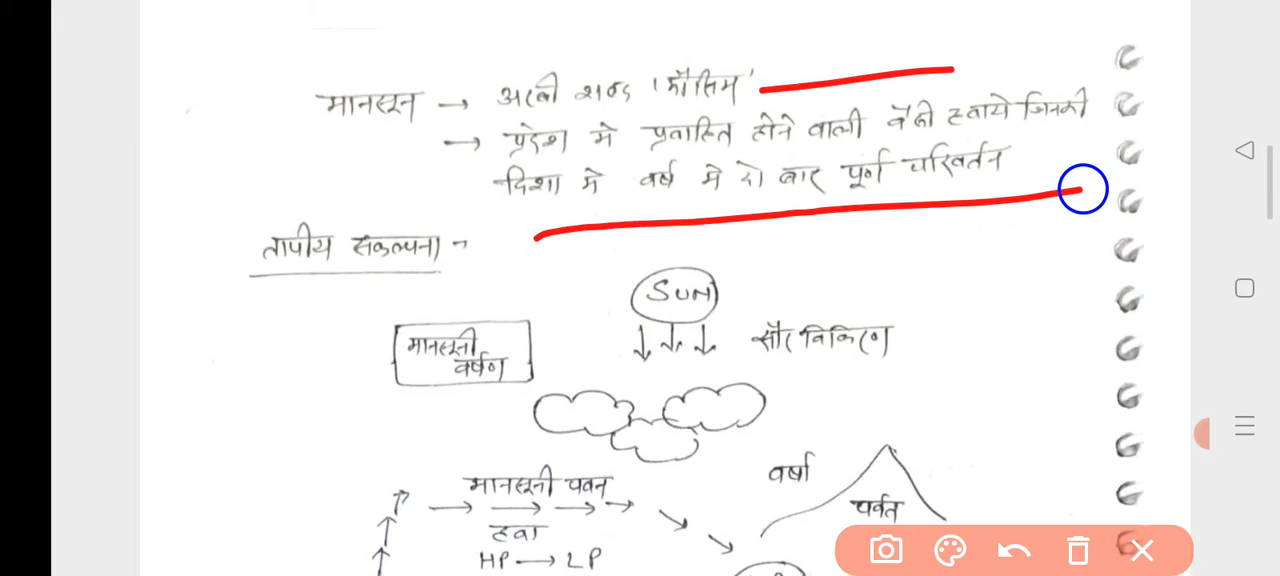 मानसून → अरबी शब्द 'मौसिम'
→ प्रदेश मे प्रवाहित होने वाली वैसी हवाये जिनकी
दिशा मे वर्ष मे दो बार पूर्ण परिवर्तन
तापीय संकल्पना -
SUN
सौर विकिरण
मानसूनी
वर्षण
वर्षा
मानसूनी पवन
पर्वत
हवा
HP → LP